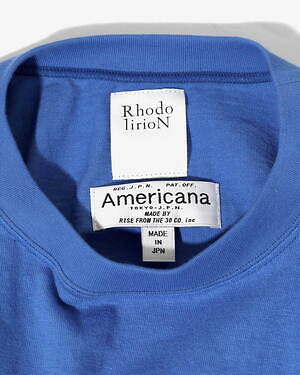 Rhodo
lirioN
REG.J.P.N. PAT.OFF.
Americana
TOKYO-J.P.N.
MADE BY
RISE FROM THE 30 CO. inc
MADE
IN
JPN